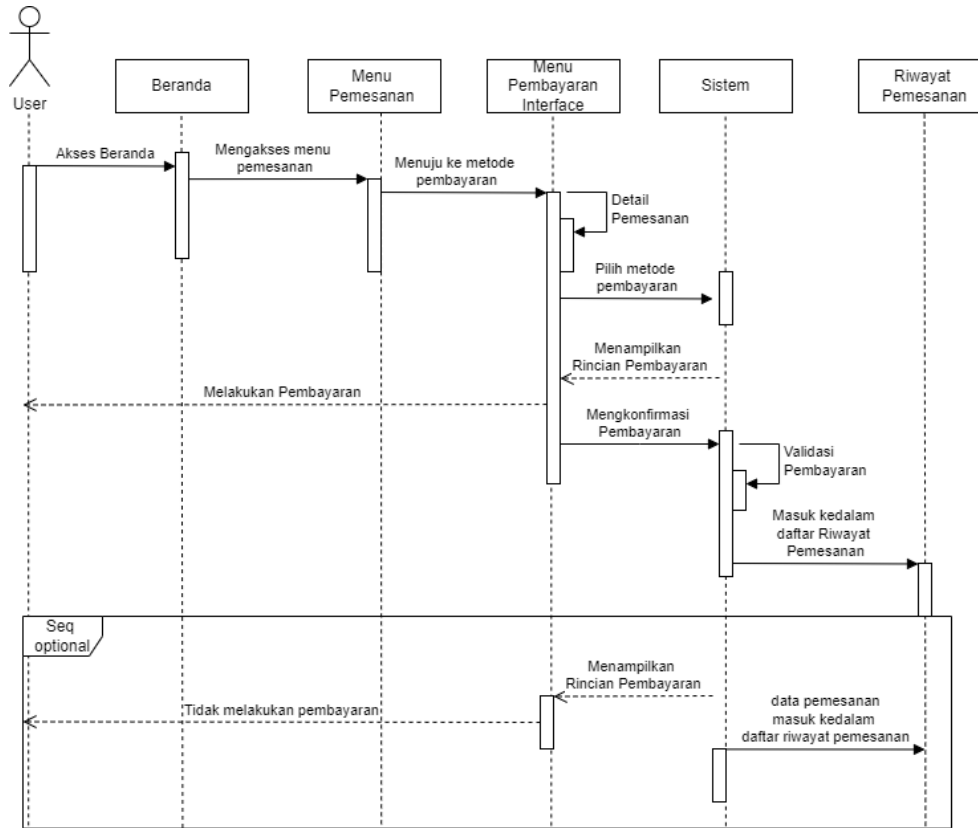 User
Beranda
Menu
Pemesanan
Menu
Pembayaran
Interface
Sistem
Riwayat
Pemesanan
Akses Beranda
Mengakses menu
pemesanan
Menuju ke metode
pembayaran
Detail
Pemesanan
Pilih metode
pembayaran
Menampilkan
Rincian Pembayaran
Melakukan Pembayaran
Mengkonfirmasi
Pembayaran
Validasi
Pembayaran
Masuk kedalam
daftar Riwayat
Pemesanan
Seq
optional
Menampilkan
Rincian Pembayaran
Tidak melakukan pembayaran
data pemesanan
masuk kedalam
daftar riwayat pemesanan